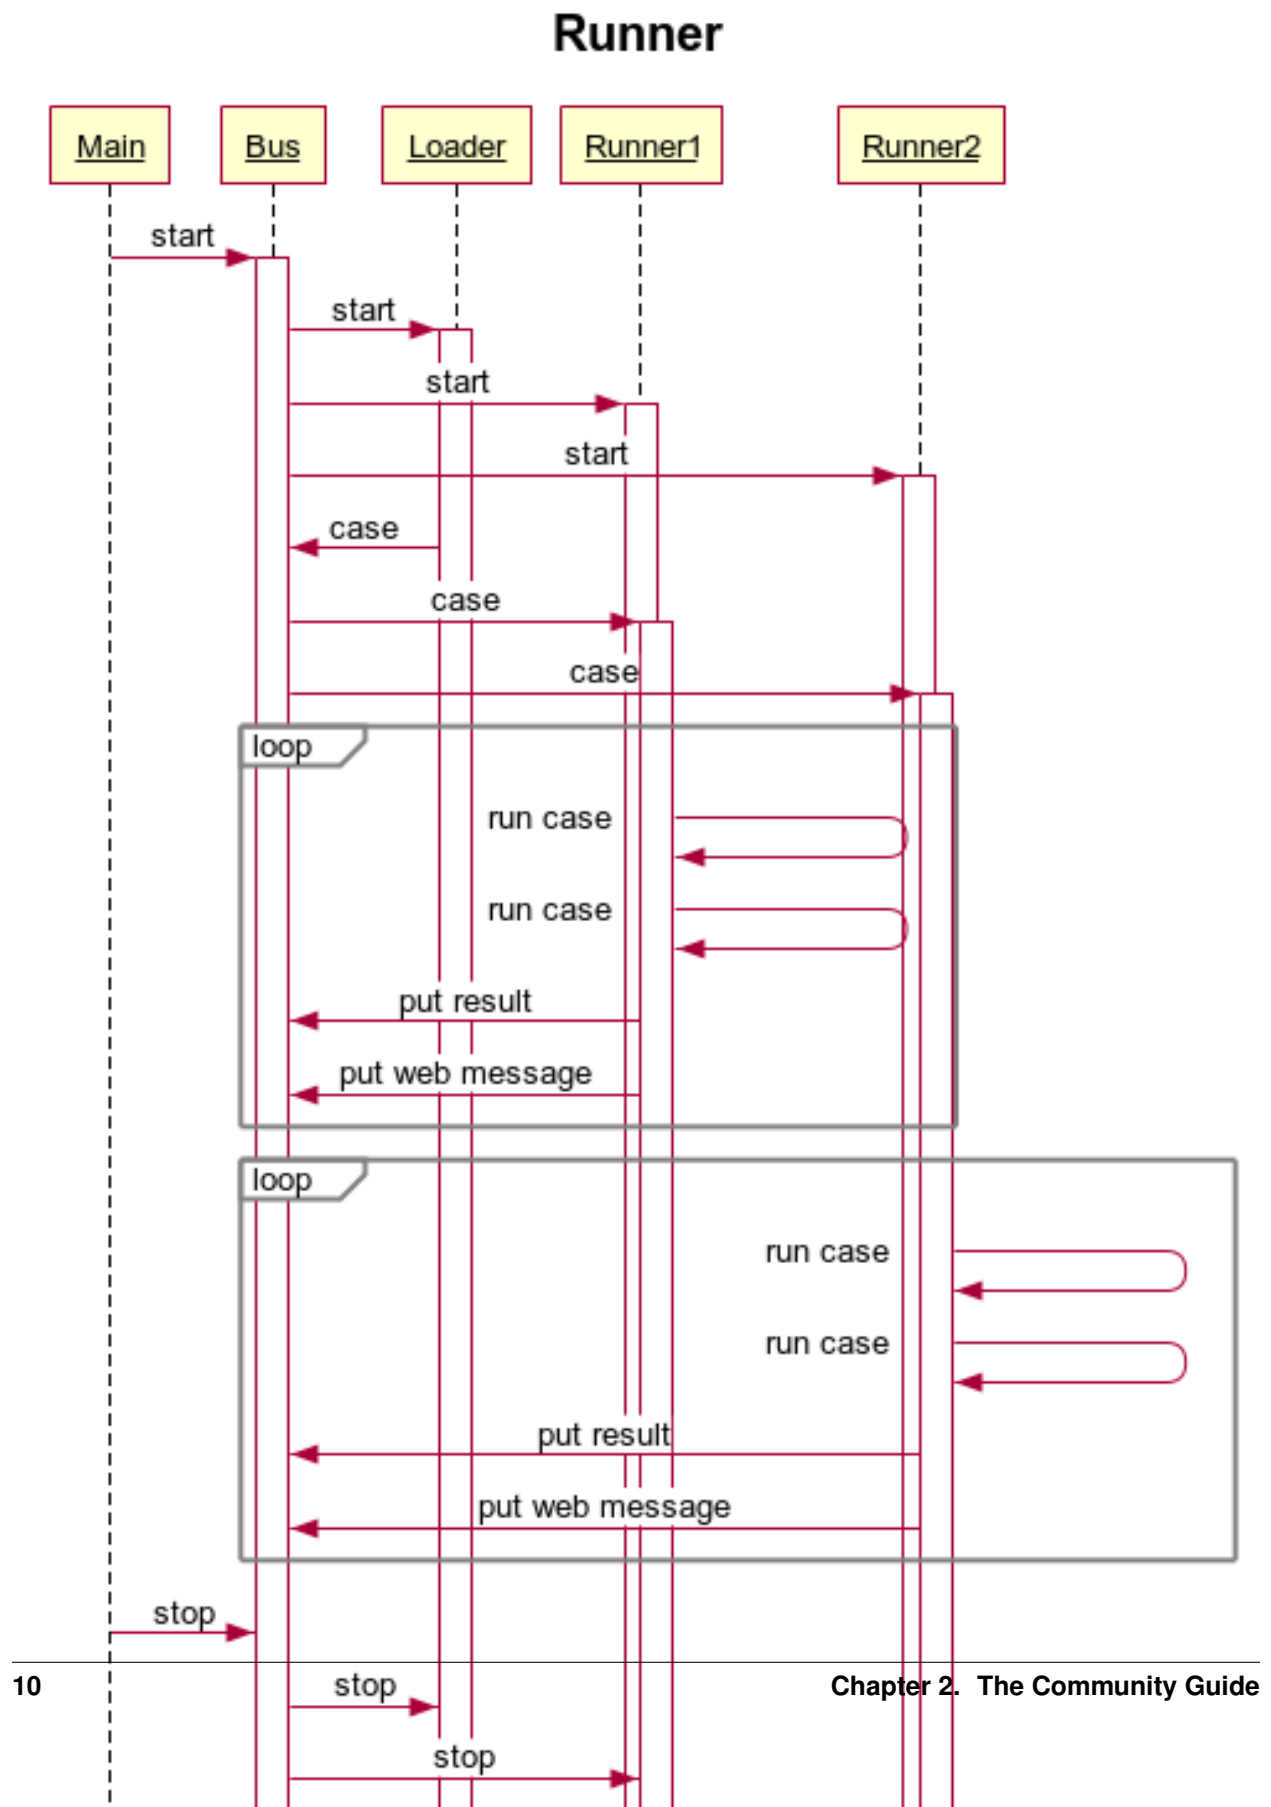 Runner
Main Bus Loader Runner1 Runner2
start
start
start
start
case
case
case
loop
run case
run case
put result
put web message
loop
run case
run case
put result
put web message
stop
10 Chapter 2. The Community Guide
stop
stop